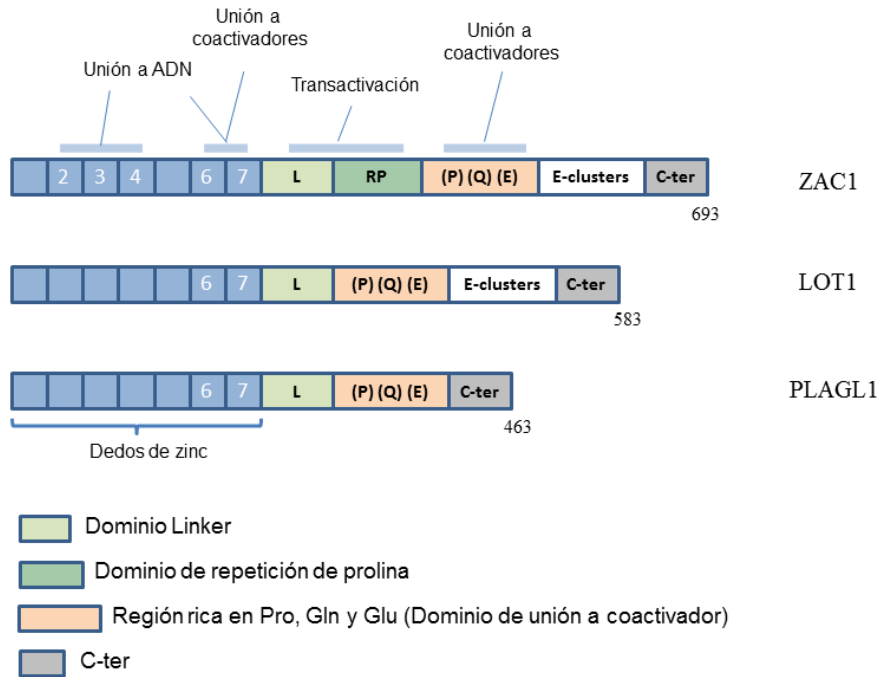 Unión a
coactivadores
Unión a
coactivadores
Unión a ADN
Transactivación
2 3 4 6 7 L RP (P) (Q) (E) E-clusters C-ter
ZAC1
693
6 7 L (P) (Q) (E) E-clusters C-ter
LOT1
583
6 7 L (P) (Q) (E) C-ter
PLAGL1
463
Dedos de zinc
Dominio Linker
Dominio de repetición de prolina
Región rica en Pro, Gln y Glu (Dominio de unión a coactivador)
C-ter